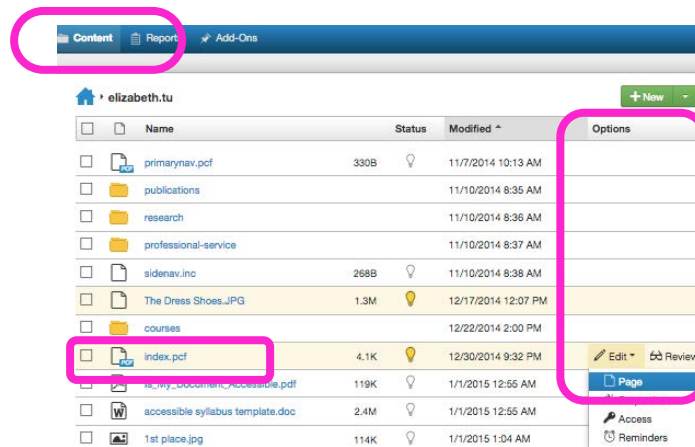 Content Report Add-Ons
elizabeth.tu
+ New
Name Status Modified Options
primarynav.pcf 330B 11/7/2014 10:13 AM
publications 11/10/2014 8:35 AM
research 11/10/2014 8:36 AM
professional-service 11/10/2014 8:37 AM
sidenav.inc 268B 11/10/2014 8:38 AM
The Dress Shoes.JPG 1.3M 12/17/2014 12:07 PM
courses 12/22/2014 2:00 PM
index.pcf 4.1K 12/30/2014 9:32 PM Edit Review
Is_My_Document_Accessible.pdf 119K 1/1/2015 12:55 AM Page
accessible syllabus template.doc 2.4M 1/1/2015 12:55 AM Access
1st place.jpg 114K 1/1/2015 1:04 AM Reminders